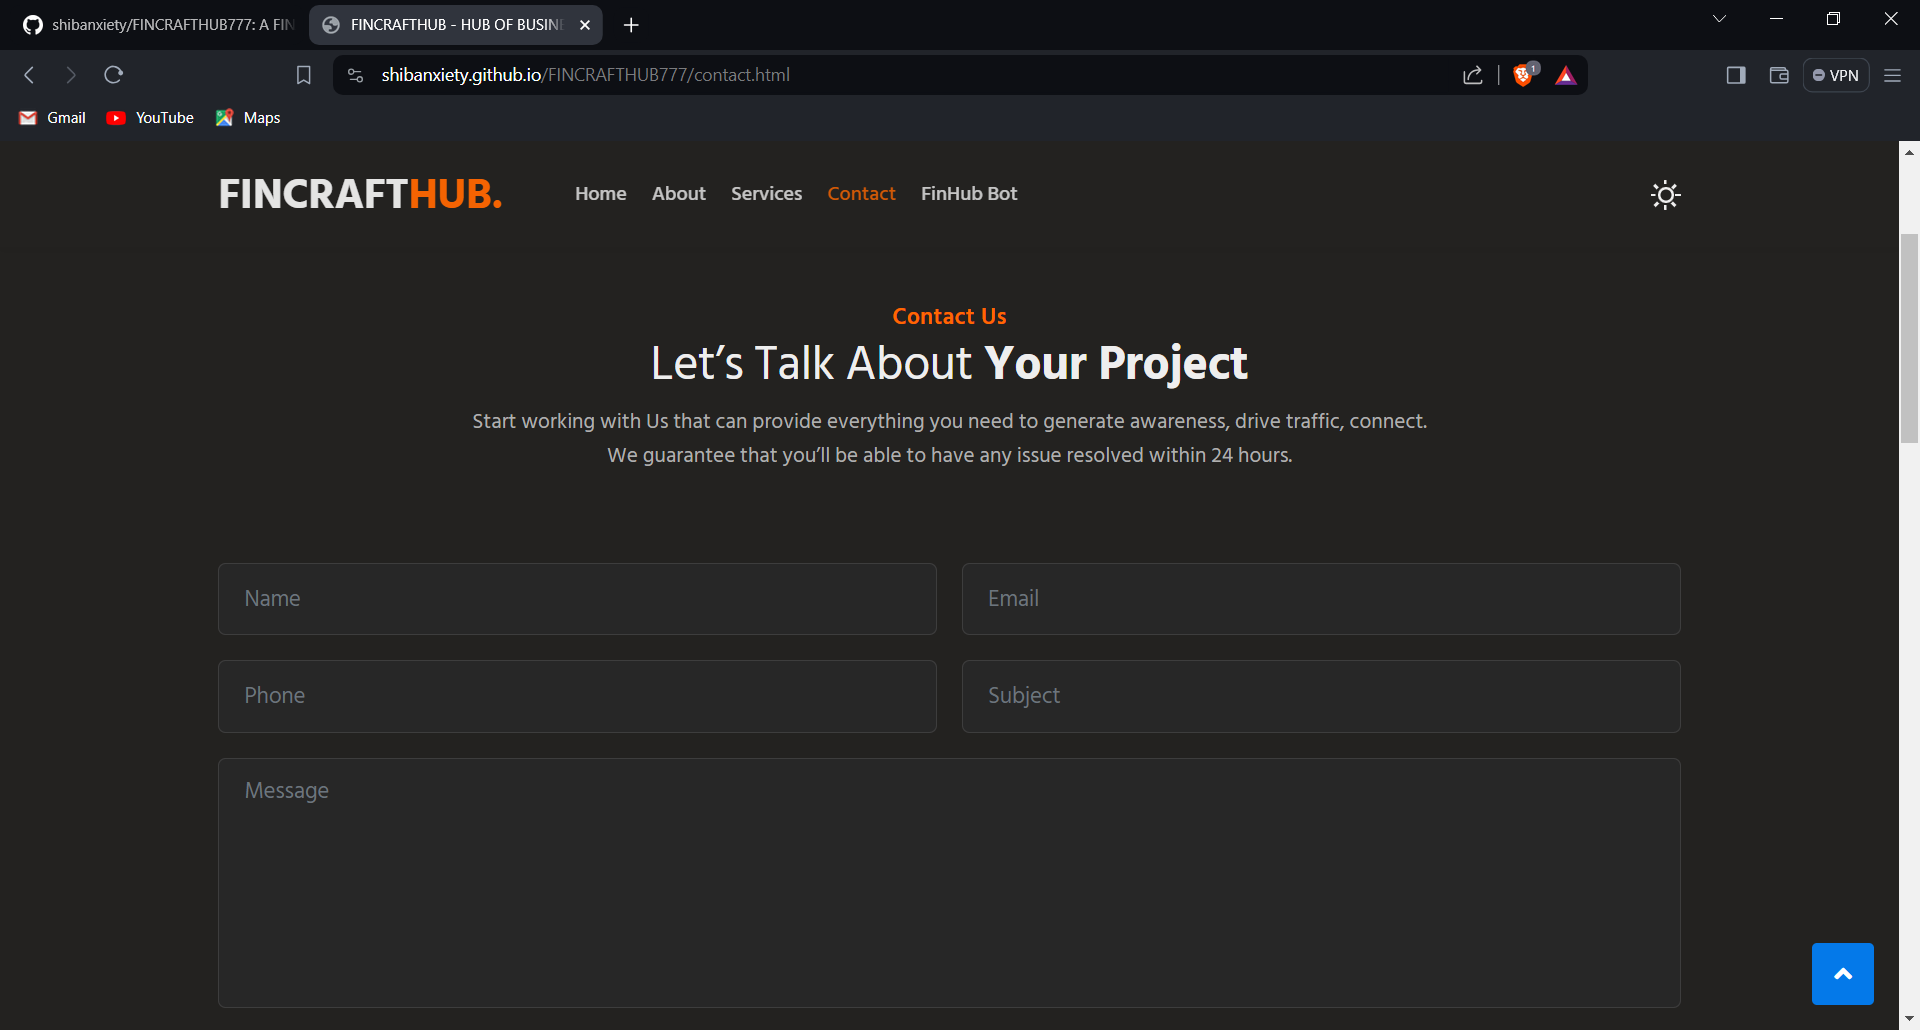 shibanxiety/FINCRAFTHUB777: A FIN
FINCRAFTHUB - HUB OF BUSINE
shibanxiety.github.io/FINCRAFTHUB777/contact.html
1
VPN
Gmail
YouTube
Maps
FINCRAFTHUB.
Home
About
Services
Contact
FinHub Bot
Contact Us
Let’s Talk About Your Project
Start working with Us that can provide everything you need to generate awareness, drive traffic, connect.
We guarantee that you’ll be able to have any issue resolved within 24 hours.
Name
Email
Phone
Subject
Message